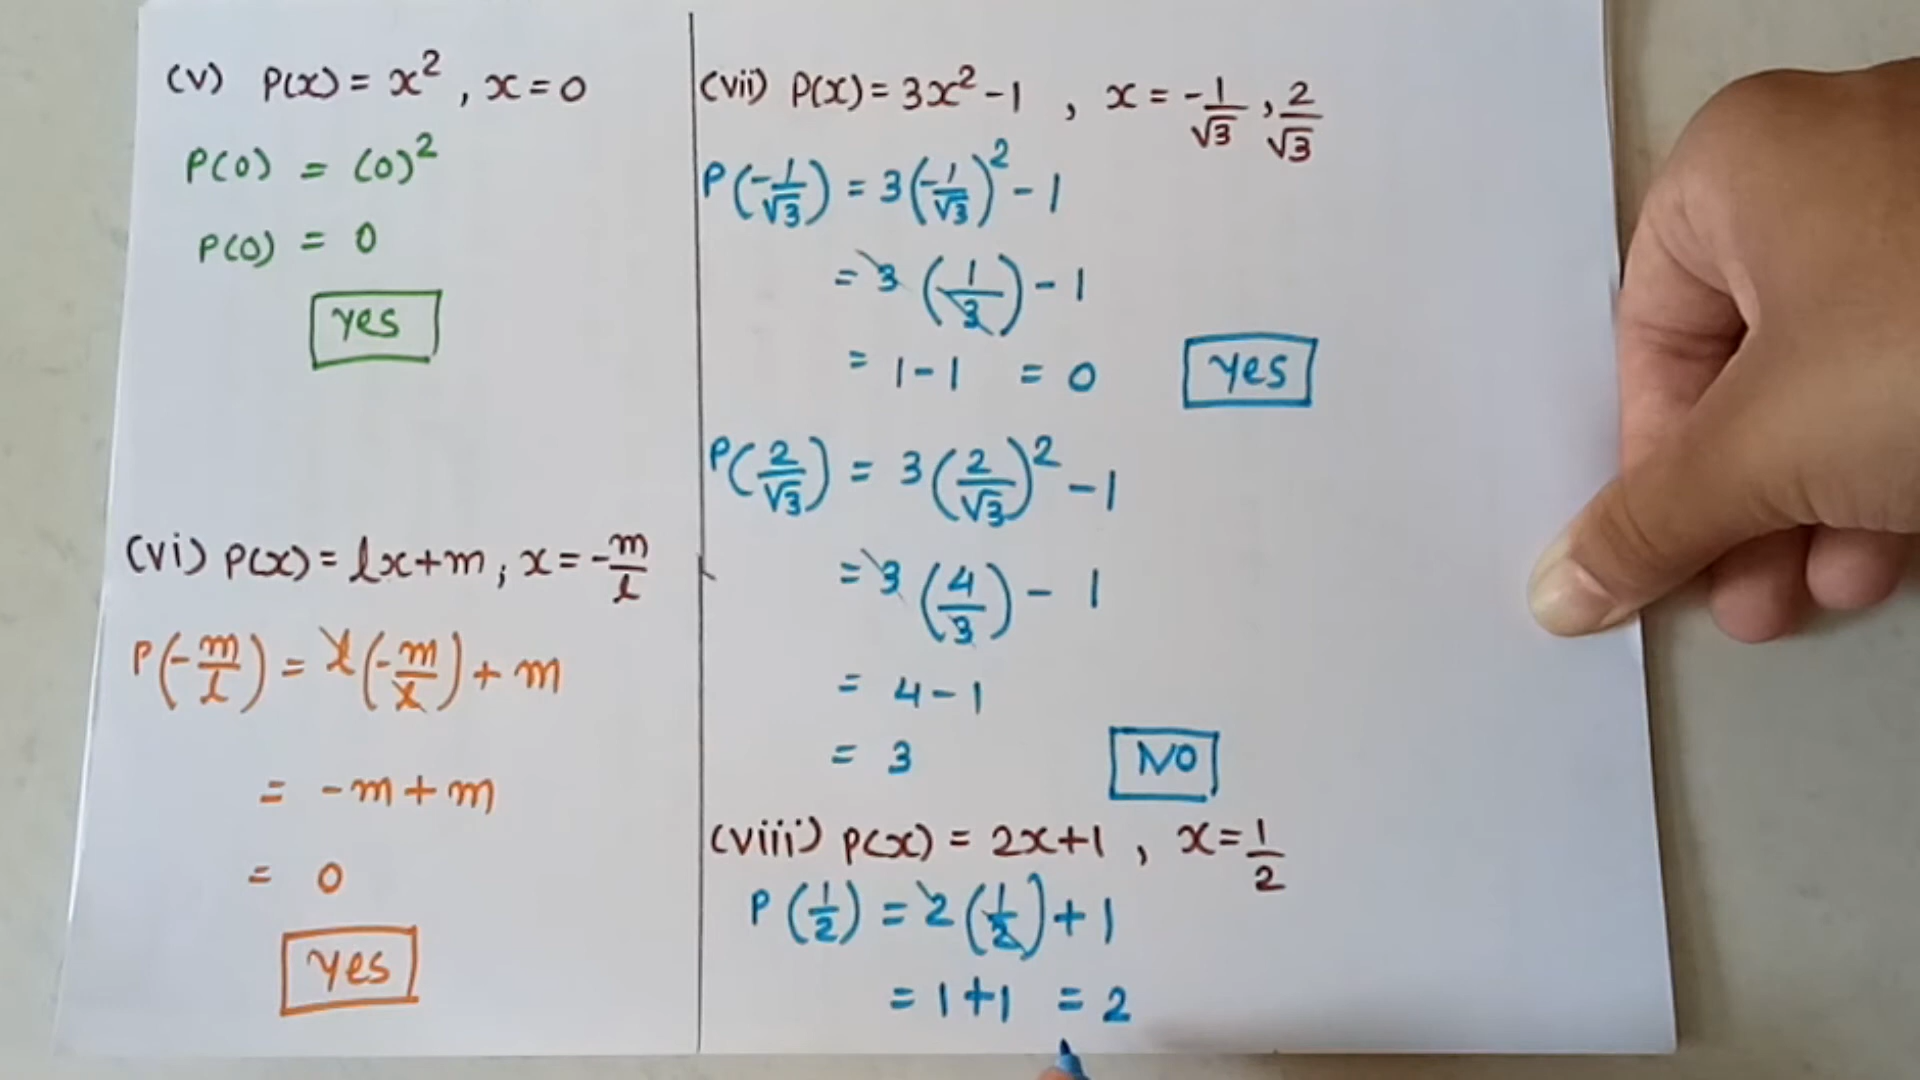 (v) P(x) = x², x = 0
P(0) = (0)²
P(0) = 0
Yes
(vi) P(x) = lx+m, x = -m/l
P(-m/l) = l(-m/l) + m
= -m+m
= 0
Yes
(vii) P(x) = 3x²-1, x = -1/√3, 2/√3
P(-1/√3) = 3(-1/√3)² - 1
= 3(1/3) - 1
= 1-1 = 0
Yes
P(2/√3) = 3(2/√3)² - 1
= 3(4/3) - 1
= 4-1
= 3
NO
(viii) P(x) = 2x+1, x = 1/2
P(1/2) = 2(1/2) + 1
= 1+1 = 2